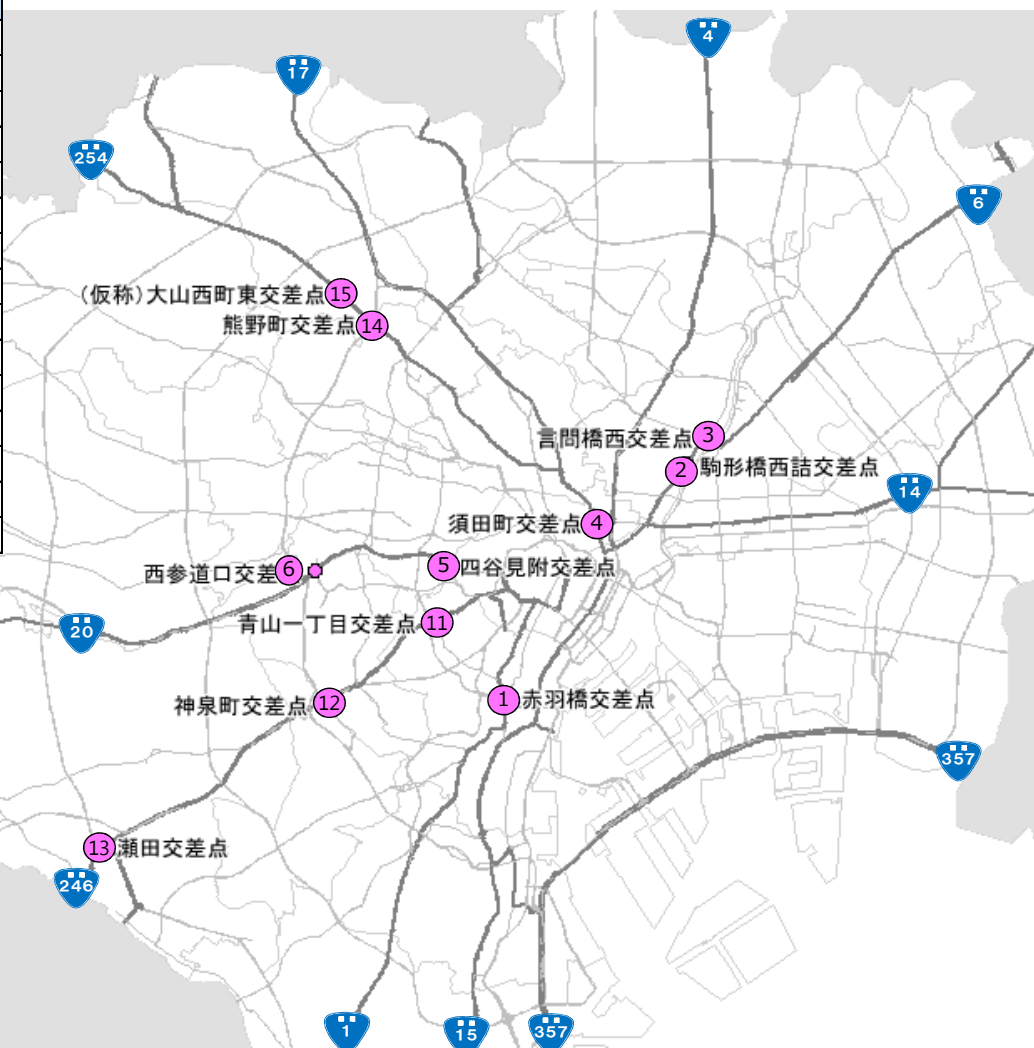 4
17
254
6
(仮称)大山西町東交差点 15
熊野町交差点 14
言問橋西交差点 3
2 駒形橋西詰交差点
14
須田町交差点 4
5 四谷見附交差点
西参道口交差 6
20
青山一丁目交差点 11
神泉町交差点 12
1 赤羽橋交差点
357
13 瀬田交差点
246
1
15
357